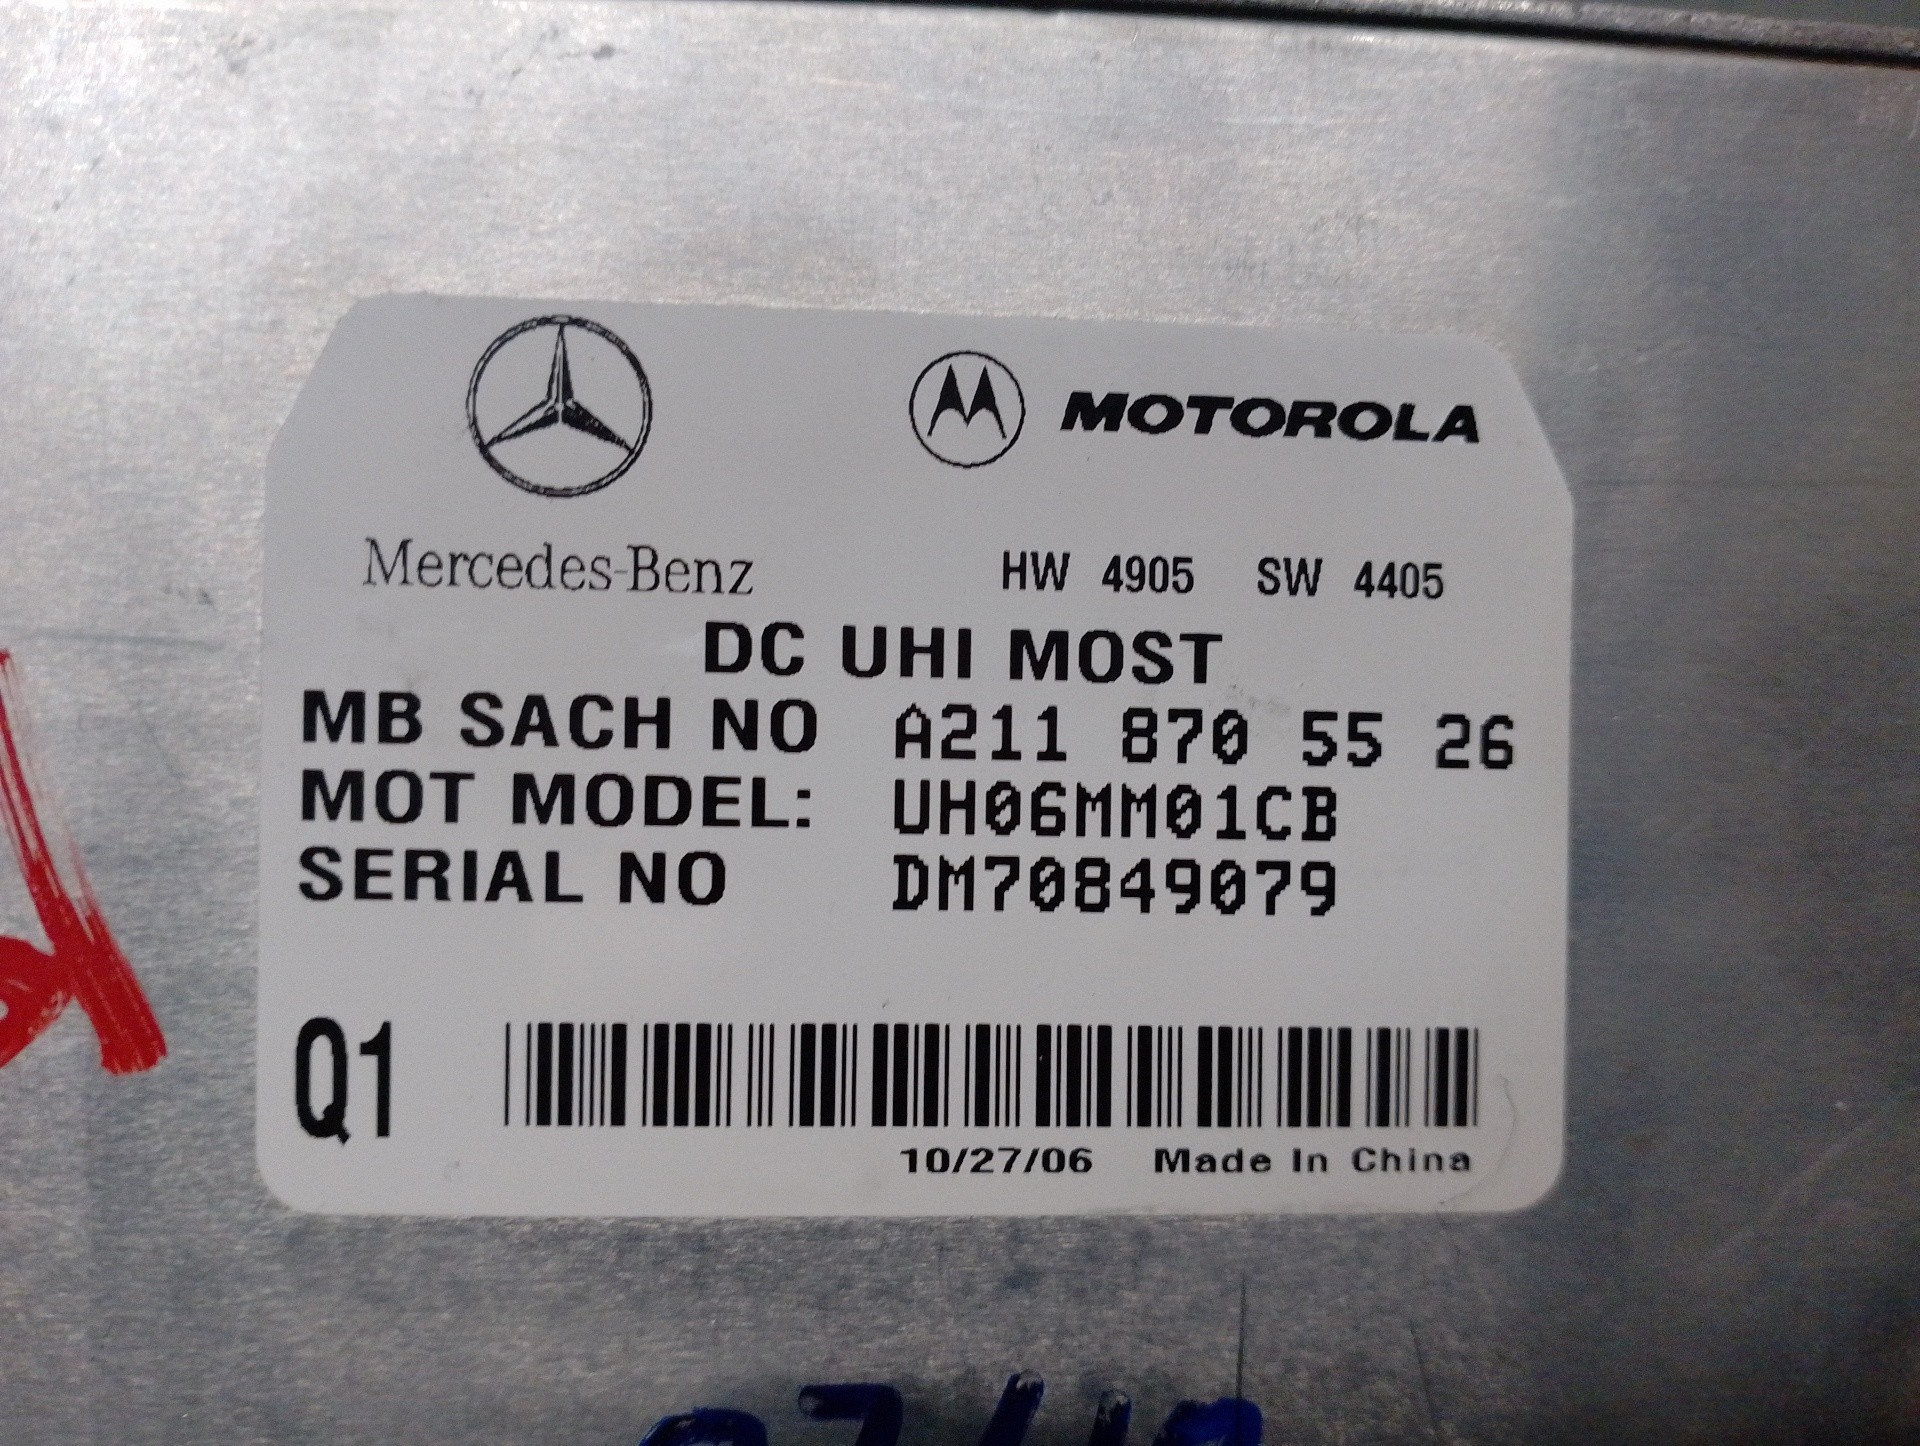 MOTOROLA
Mercedes-Benz
HW 4905 SW 4405
DC UHI MOST
MB SACH NO A211 870 55 26
MOT MODEL: UH06MM01CB
SERIAL NO DM70849079
Q1
10/27/06 Made In China